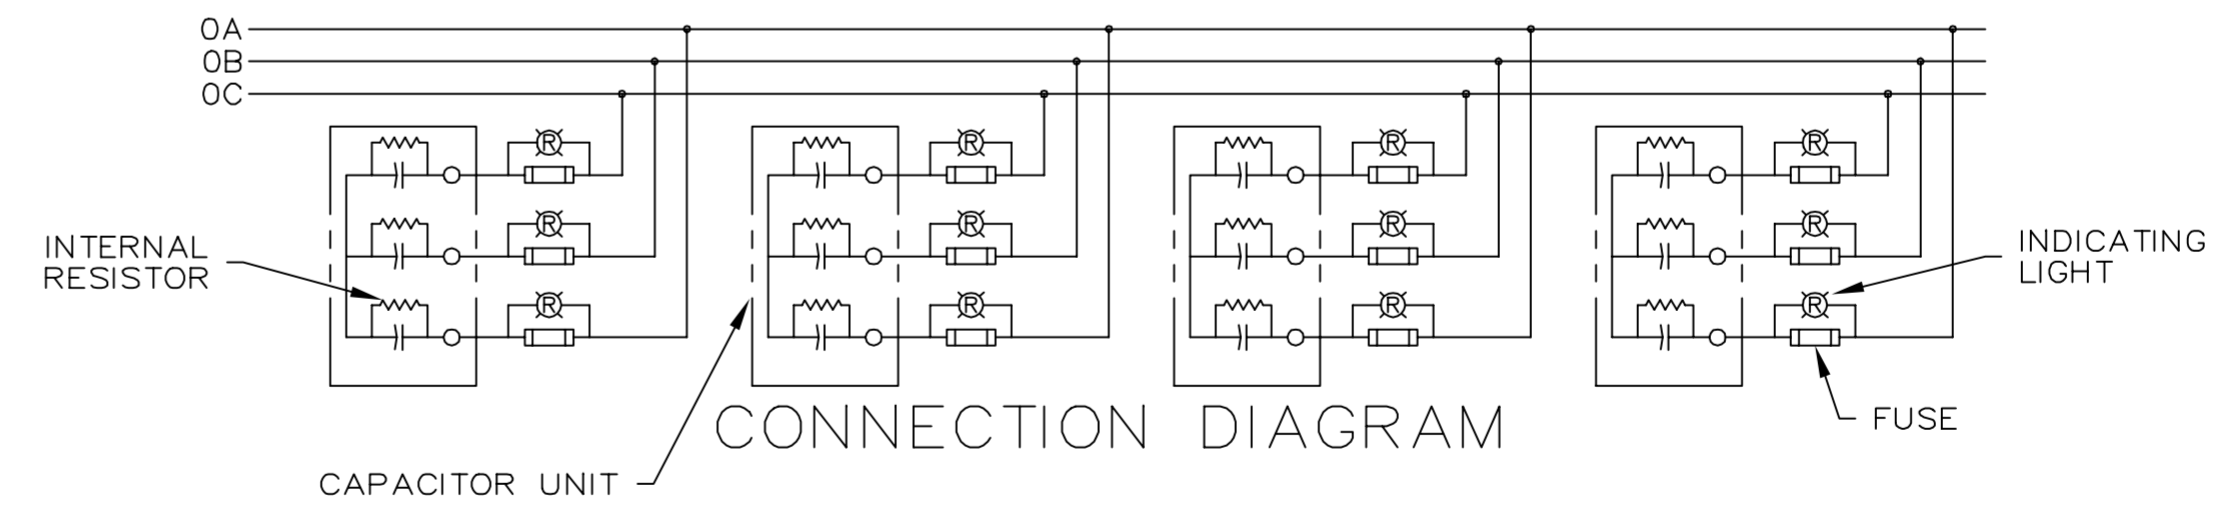 0A
0B
0C
R R R R
R R R R
R R R R
INTERNAL
RESISTOR
INDICATING
LIGHT
CONNECTION DIAGRAM
FUSE
CAPACITOR UNIT